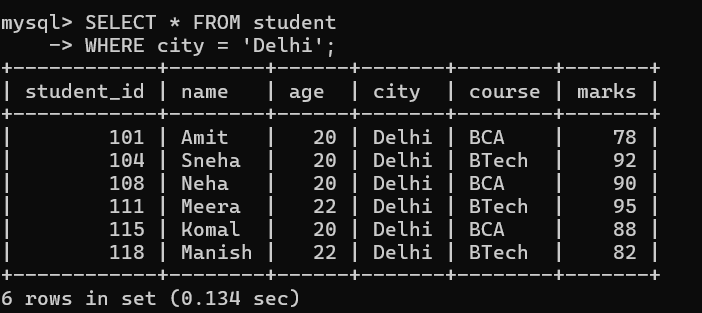 mysql> SELECT * FROM student
    -> WHERE city = 'Delhi';
+------------+--------+------+-------+--------+-------+
| student_id | name   | age  | city  | course | marks |
+------------+--------+------+-------+--------+-------+
|        101 | Amit   |   20 | Delhi | BCA    |    78 |
|        104 | Sneha  |   20 | Delhi | BTech  |    92 |
|        108 | Neha   |   20 | Delhi | BCA    |    90 |
|        111 | Meera  |   22 | Delhi | BTech  |    95 |
|        115 | Komal  |   20 | Delhi | BCA    |    88 |
|        118 | Manish |   22 | Delhi | BTech  |    82 |
+------------+--------+------+-------+--------+-------+
6 rows in set (0.134 sec)